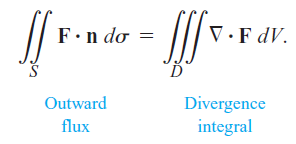 ∬_S F · n dσ = ∭_D ∇ · F dV.
Outward Divergence
flux integral